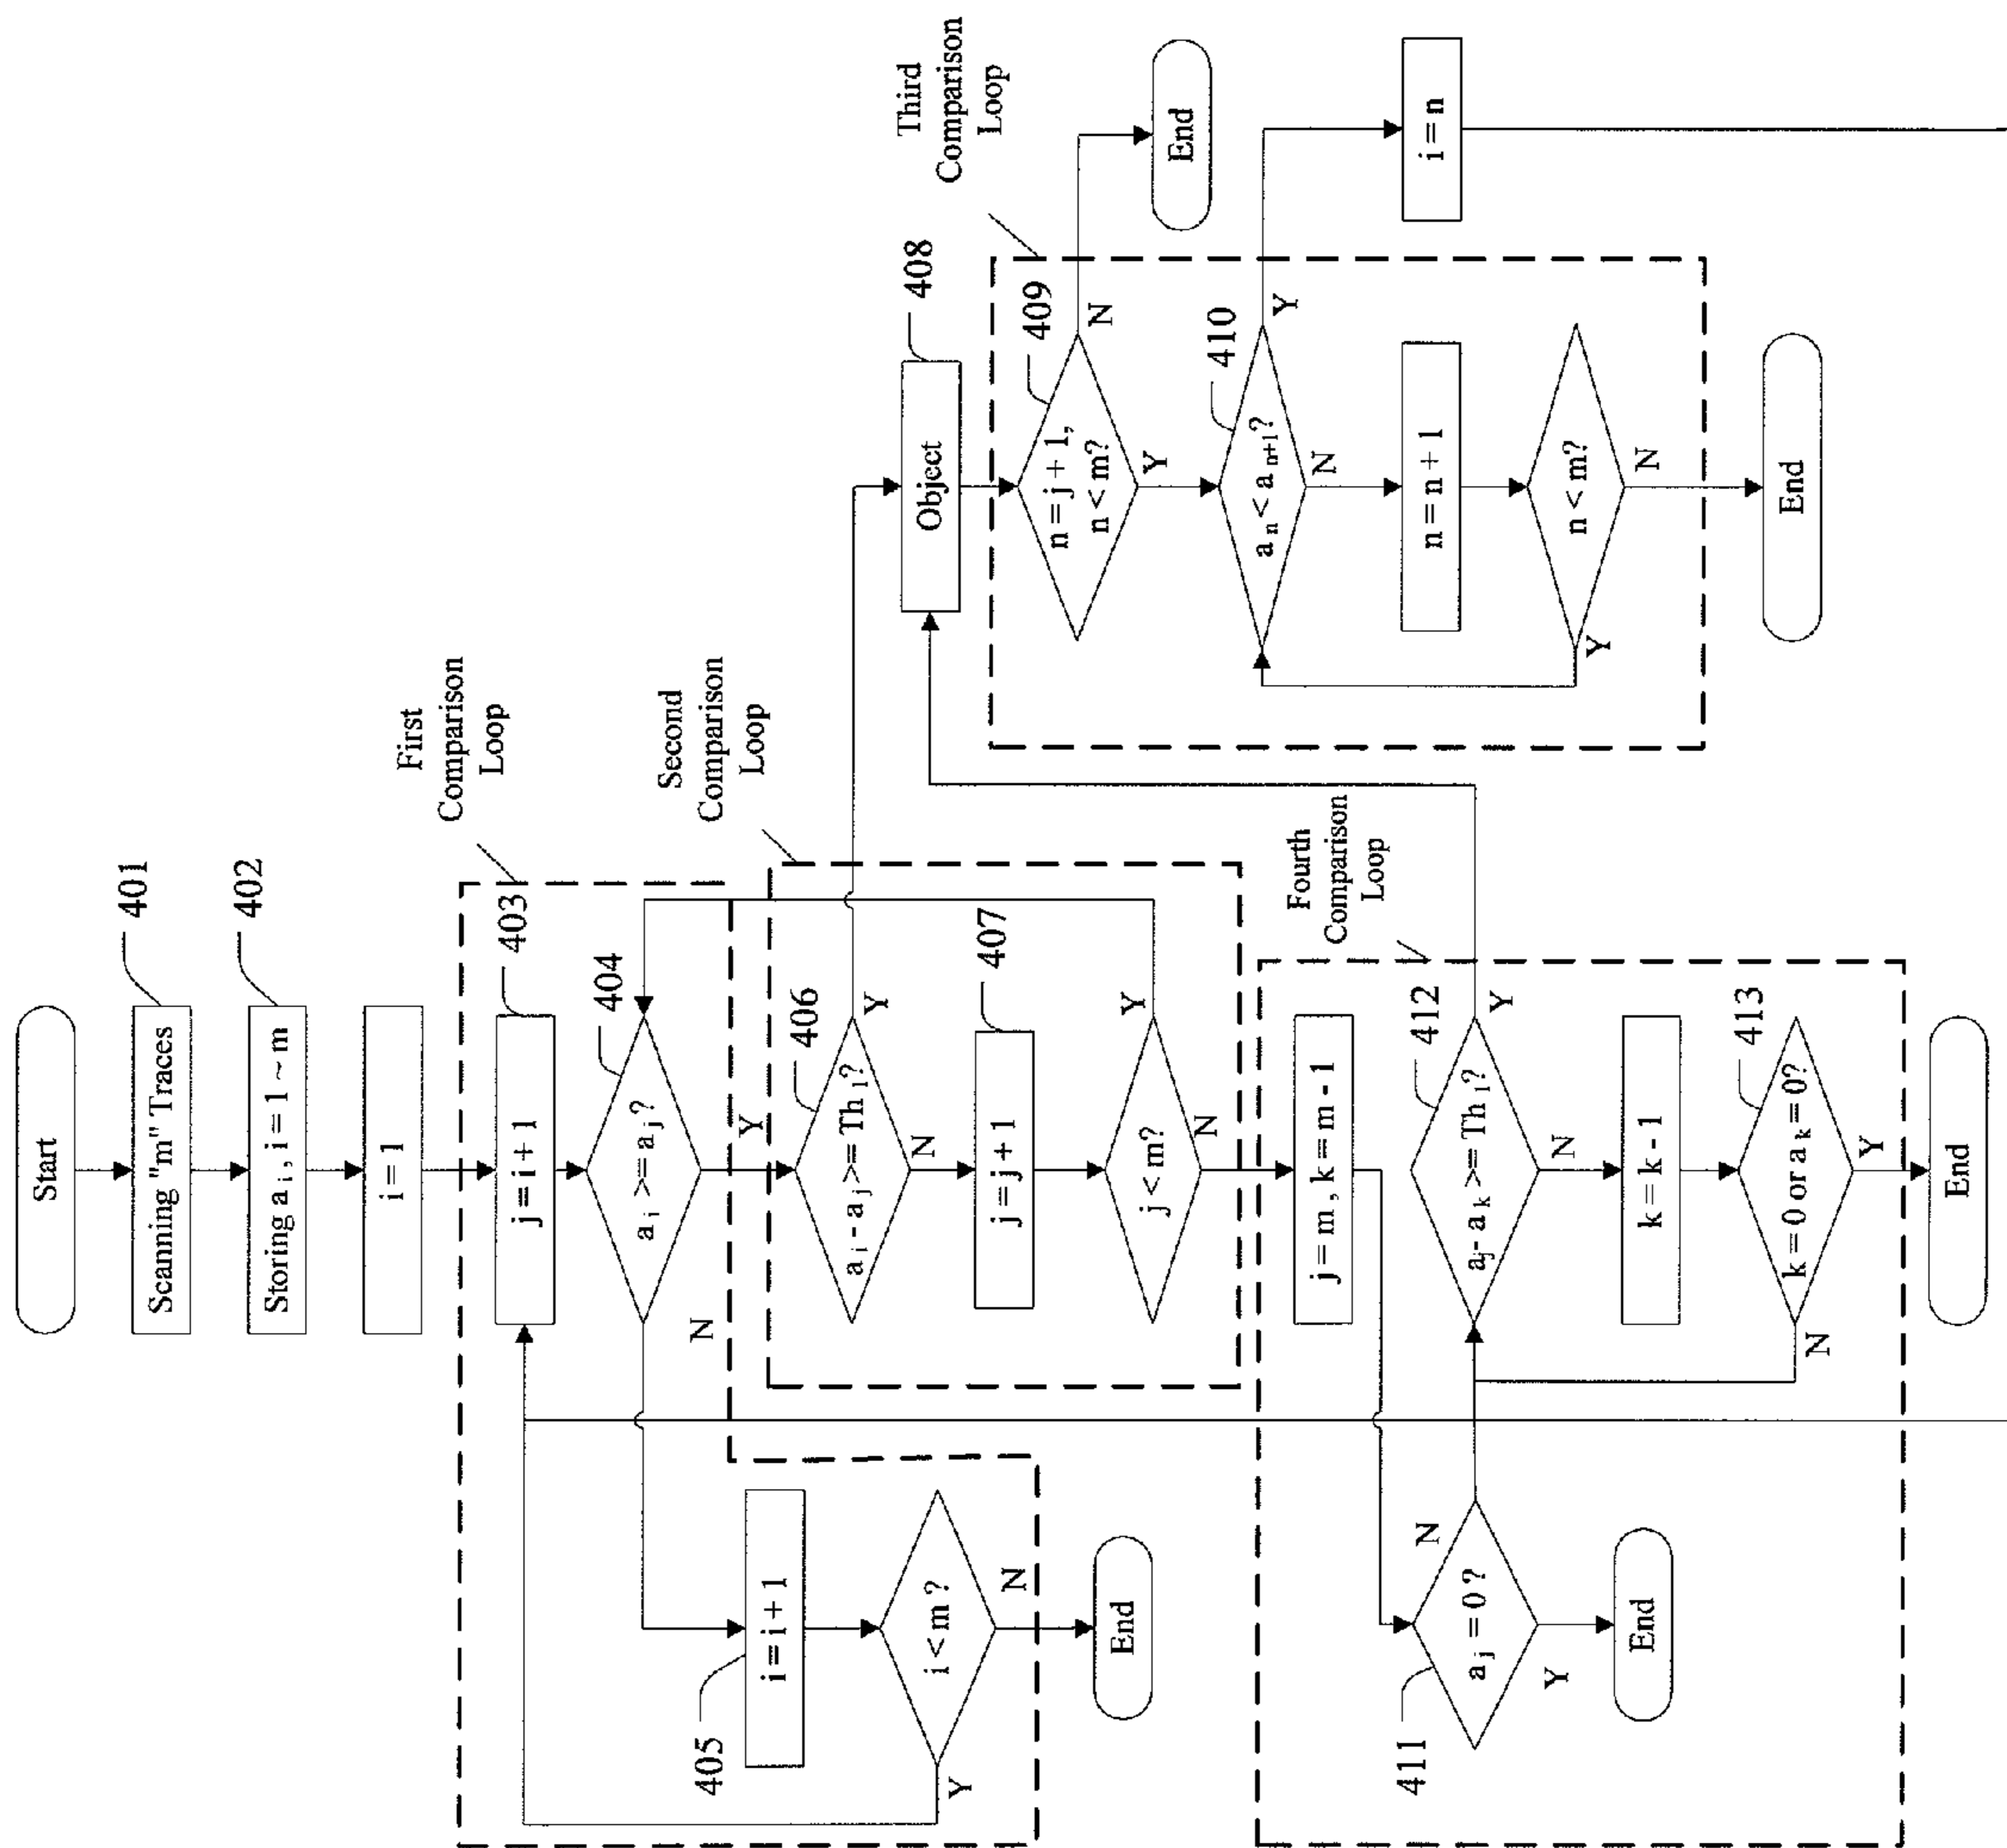 Start
Scanning "m" Traces
401
Storing a i, i = 1 ~ m
402
i = 1
First
Comparison
Loop
j = i + 1
403
a i >= a j?
404
N
Y
i = i + 1
405
i < m ?
Y
N
End
Second
Comparison
Loop
a i - a j >= Th 1?
406
Y
N
j = j + 1
407
j < m?
Y
N
Object
408
Third
Comparison
Loop
n = j + 1,
n < m?
409
N
Y
End
a n < a n+1?
410
Y
N
i = n
n = n + 1
n < m?
Y
N
End
Fourth
Comparison
Loop
j = m , k = m - 1
a j = 0 ?
411
N
Y
End
a j - a k >= Th 1?
412
Y
N
k = k - 1
k = 0 or a k = 0?
413
N
Y
End